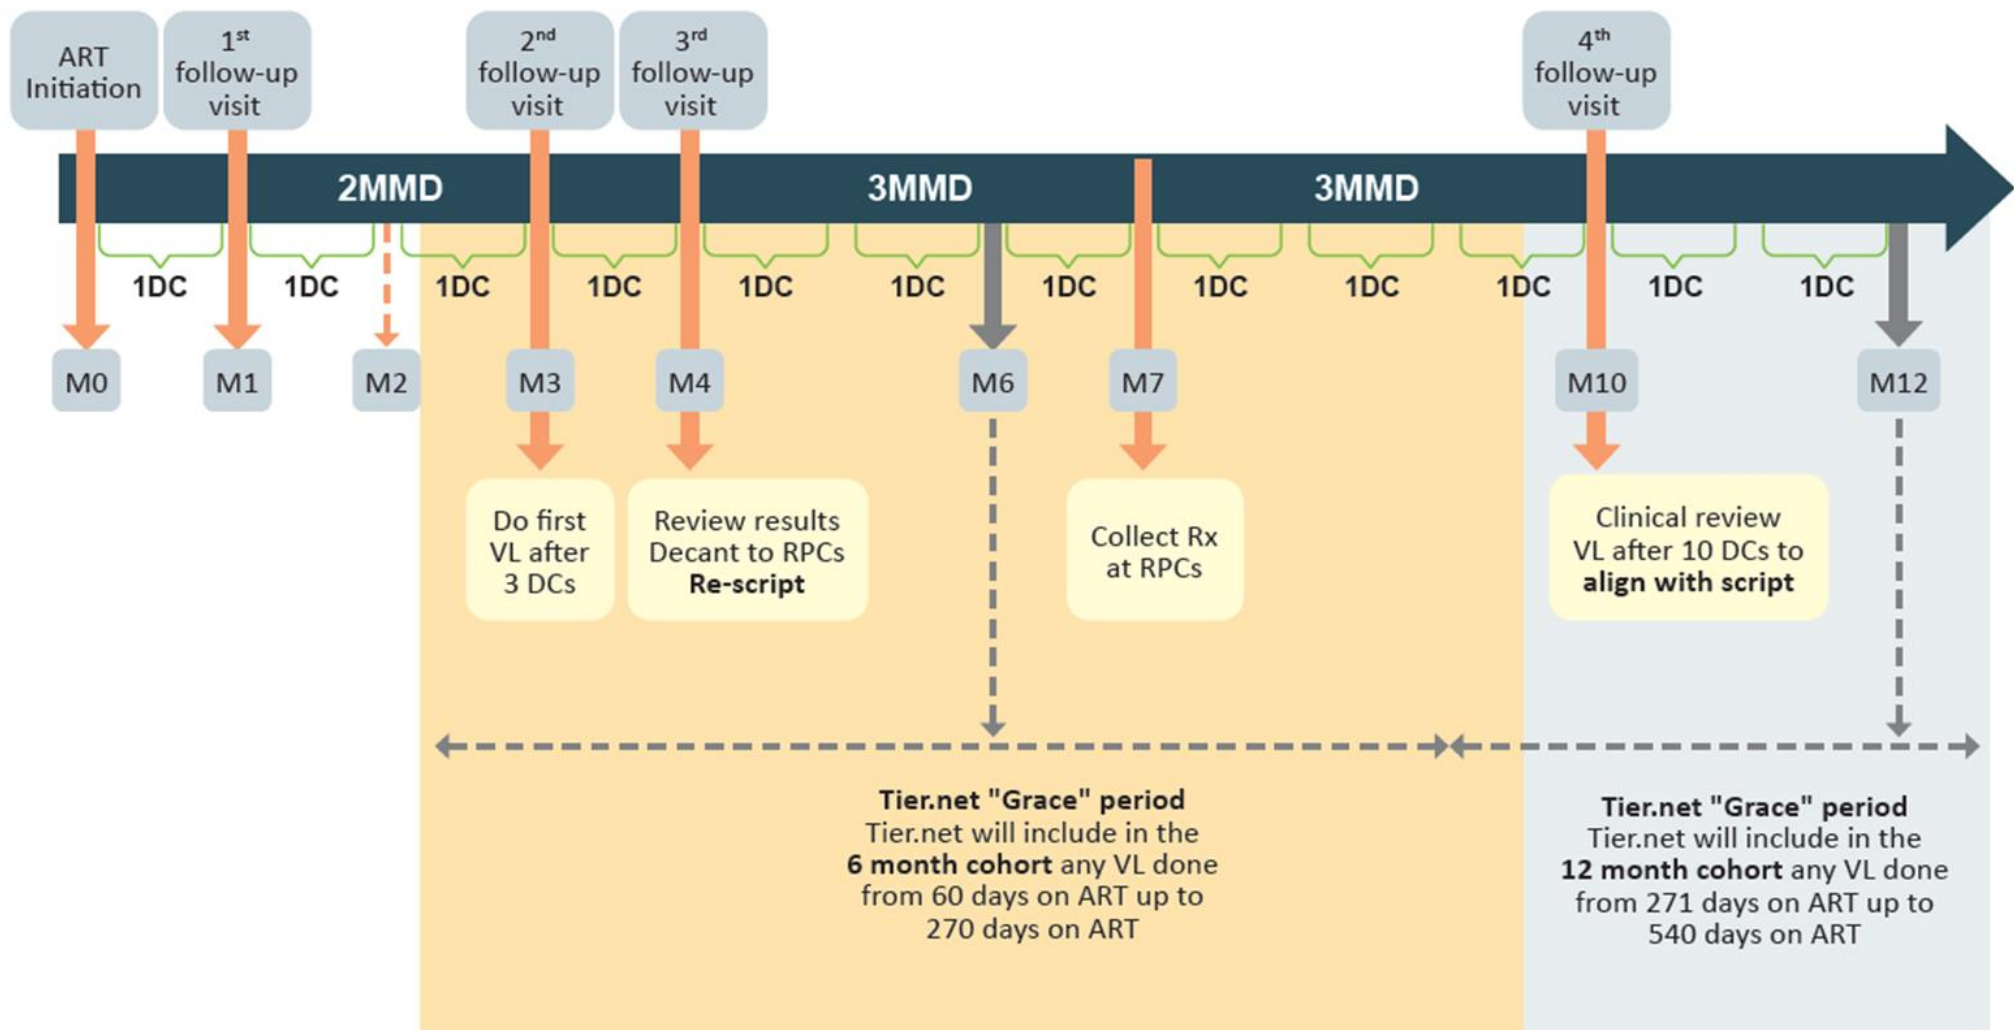 ART
Initiation
1st
follow-up
visit
2nd
follow-up
visit
3rd
follow-up
visit
4th
follow-up
visit
2MMD
3MMD
3MMD
1DC
1DC
1DC
1DC
1DC
1DC
1DC
1DC
1DC
1DC
1DC
1DC
M0
M1
M2
M3
M4
M6
M7
M10
M12
Do first
VL after
3 DCs
Review results
Decant to RPCs
Re-script
Collect Rx
at RPCs
Clinical review
VL after 10 DCs to
align with script
Tier.net "Grace" period
Tier.net will include in the
6 month cohort any VL done
from 60 days on ART up to
270 days on ART
Tier.net "Grace" period
Tier.net will include in the
12 month cohort any VL done
from 271 days on ART up to
540 days on ART